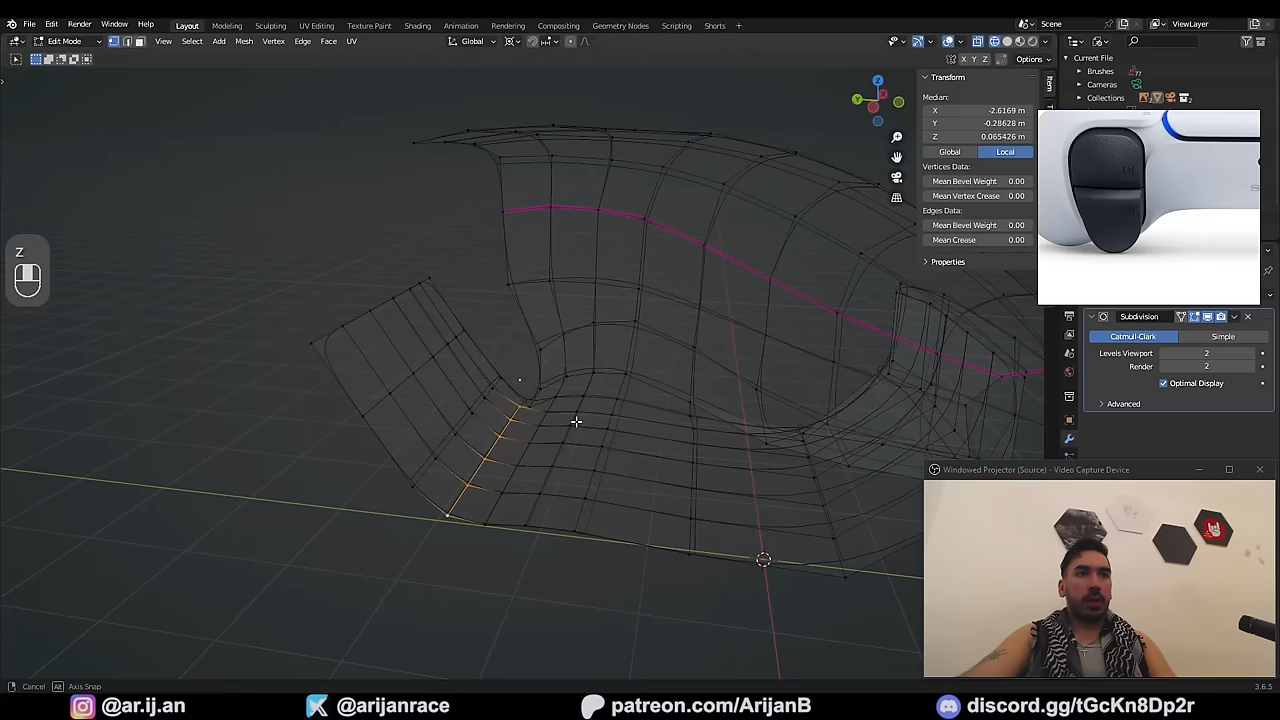 File Edit Render Window Help Layout Modeling Sculpting UV Editing Texture Paint Shading Animation Rendering Compositing Geometry Nodes Scripting Shorts + Scene ViewLayer
Edit Mode View Select Add Mesh Vertex Edge Face UV Global
X Y Z Options
Current File
Brushes
Cameras
Collections
Transform
Item
Median:
X -2.6169 m
Y -0.28628 m
Z 0.065426 m
Global Local
Vertices Data:
Mean Bevel Weight 0.00
Mean Vertex Crease 0.00
Edges Data:
Mean Bevel Weight 0.00
Mean Crease 0.00
Properties
Z
Y
Z
Subdivision
Catmull-Clark Simple
Levels Viewport 2
Render 2
Optimal Display
Advanced
Windowed Projector (Source) - Video Capture Device
Cancel Alt Axis Snap 3.6.5
@ar.ij.an @arijanrace patreon.com/ArijanB discord.gg/tGcKn8Dp2r